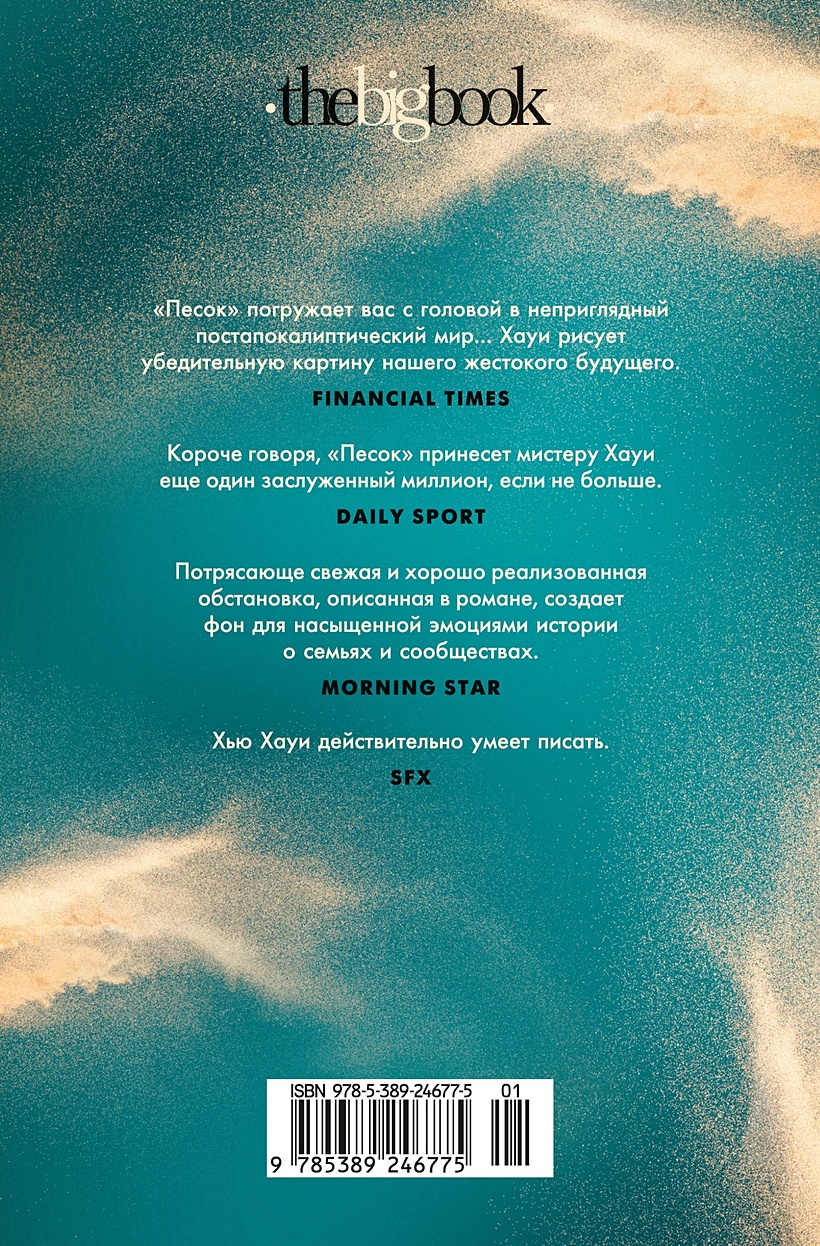 ·thebigbook·
«Песок» погружает вас с головой в неприглядный
постапокалиптический мир... Хауи рисует
убедительную картину нашего жестокого будущего.
FINANCIAL TIMES
Короче говоря, «Песок» принесет мистеру Хауи
еще один заслуженный миллион, если не больше.
DAILY SPORT
Потрясающе свежая и хорошо реализованная
обстановка, описанная в романе, создает
фон для насыщенной эмоциями истории
о семьях и сообществах.
MORNING STAR
Хью Хауи действительно умеет писать.
SFX
ISBN 978-5-389-24677-5 01
9 785389 246775